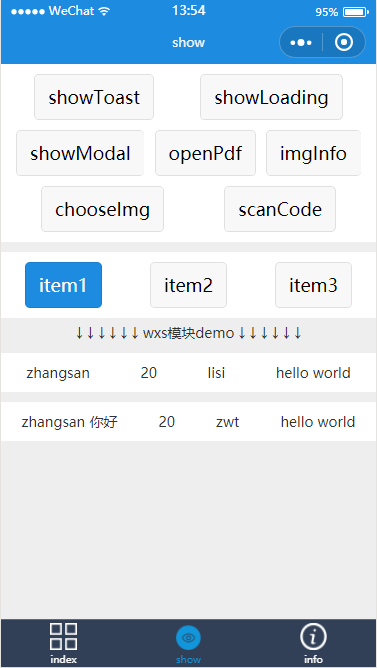 WeChat 13:54 95%
show
showToast showLoading
showModal openPdf imgInfo
chooseImg scanCode
item1 item2 item3
↓↓↓↓↓↓wxs模块demo↓↓↓↓↓↓
zhangsan 20 lisi hello world
zhangsan 你好 20 zwt hello world
index show info